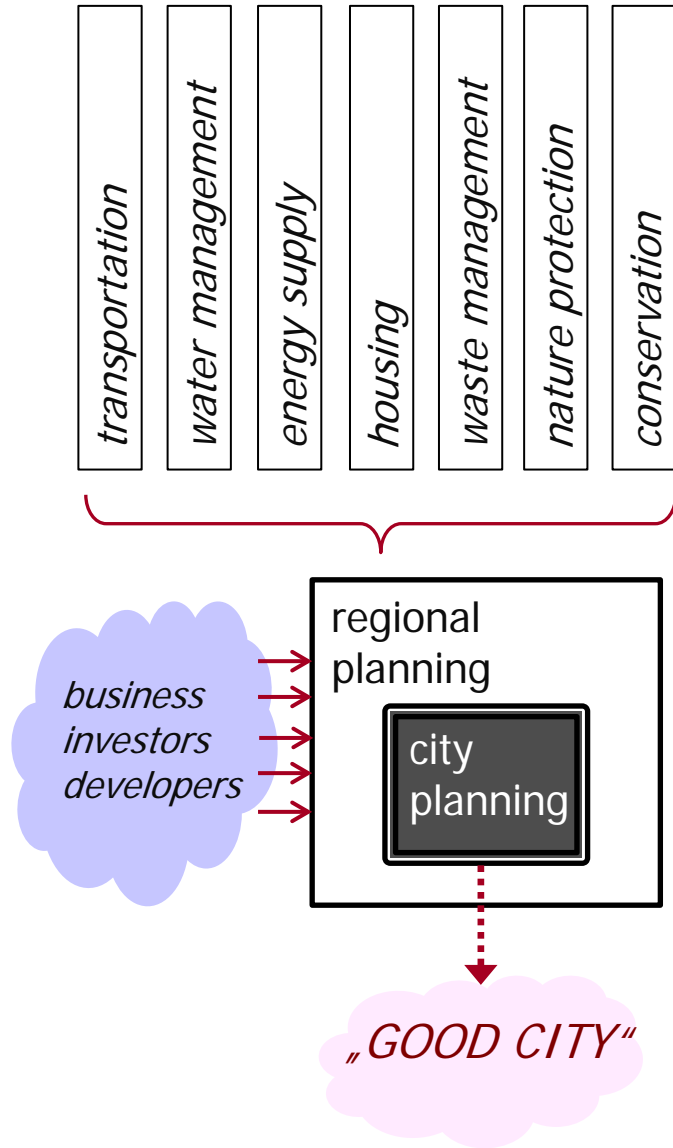 transportation
water management
energy supply
housing
waste management
nature protection
conservation
regional
planning
business
investors
developers
city
planning
„GOOD CITY“